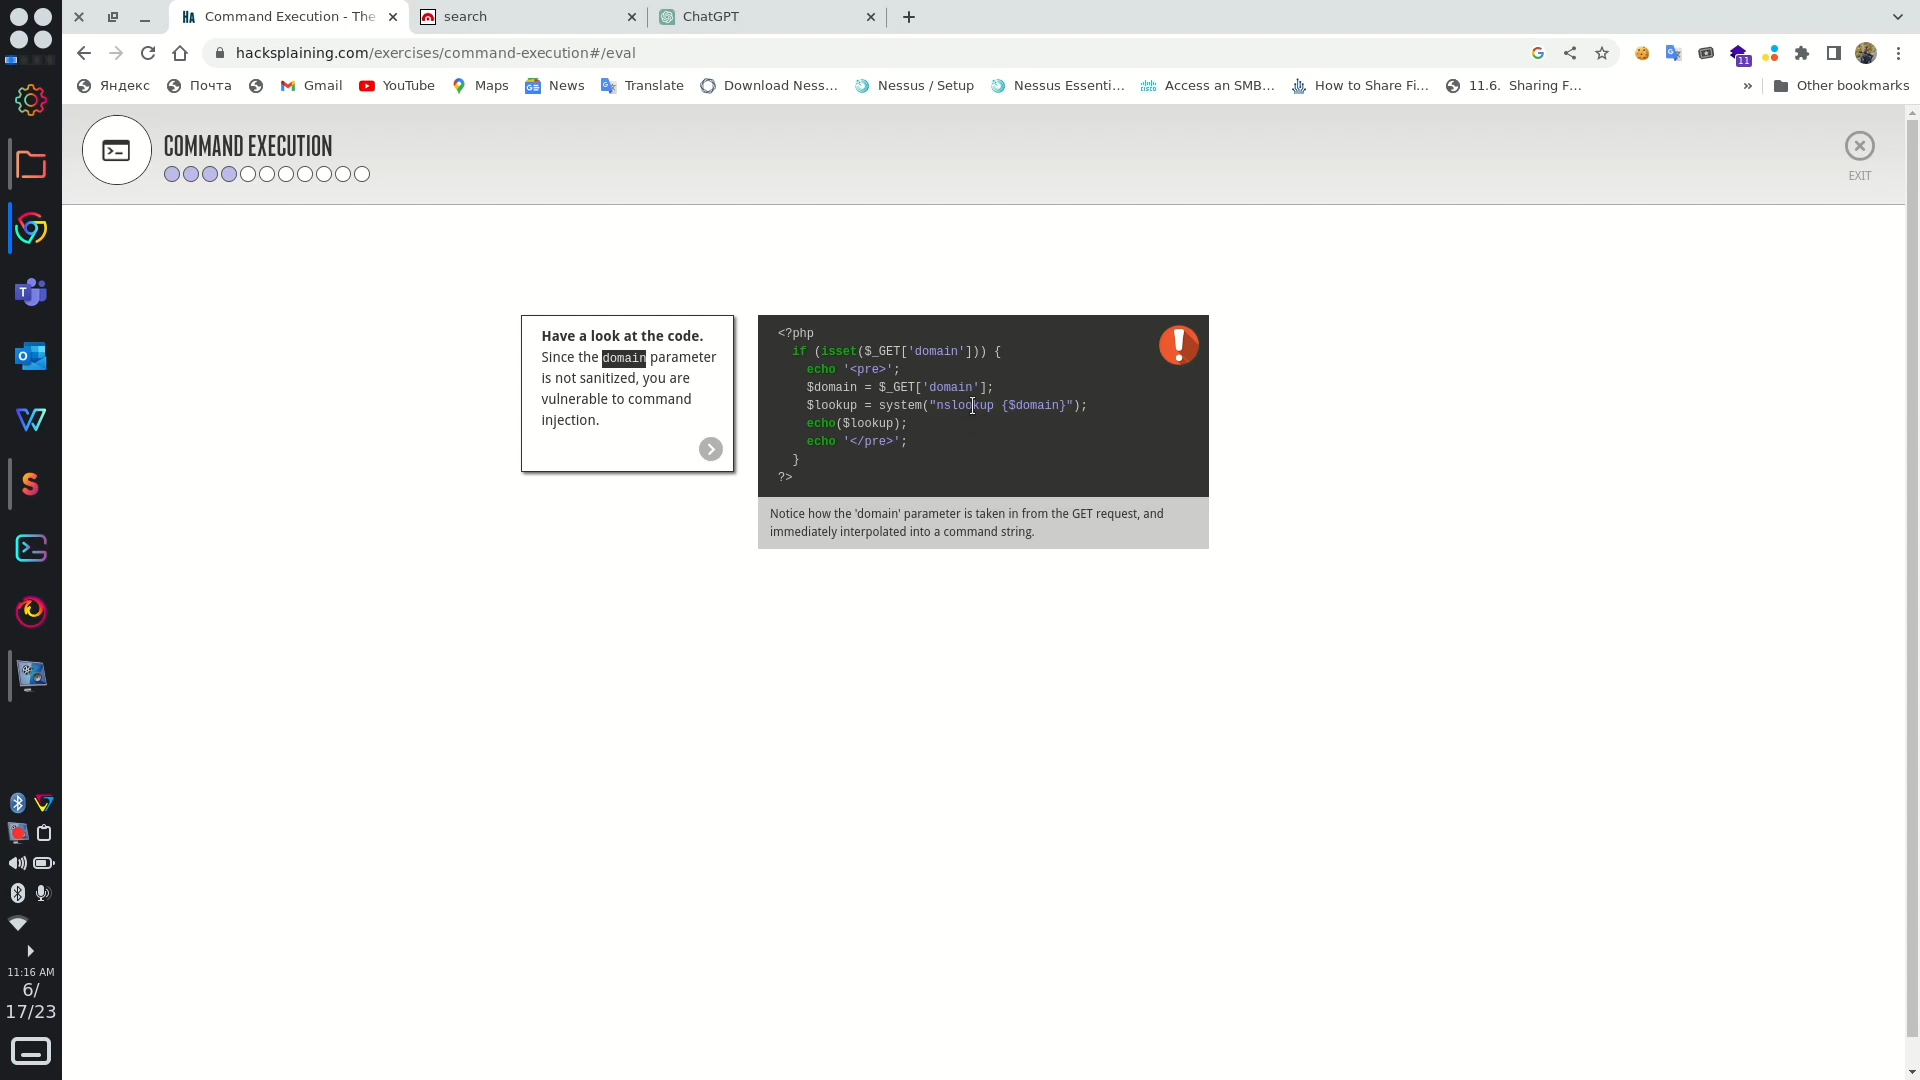 Command Execution - The
search
ChatGPT
hacksplaining.com/exercises/command-execution#/eval
11
Яндекс
Почта
Gmail
YouTube
Maps
News
Translate
Download Ness...
Nessus / Setup
Nessus Essenti...
Access an SMB...
How to Share Fi...
11.6.  Sharing F...
»
Other bookmarks
COMMAND EXECUTION
EXIT
Have a look at the code.
Since the domain parameter
is not sanitized, you are
vulnerable to command
injection.
<?php
if (isset($_GET['domain'])) {
echo '<pre>';
$domain = $_GET['domain'];
$lookup = system("nslookup {$domain}");
echo($lookup);
echo '</pre>';
}
?>
Notice how the 'domain' parameter is taken in from the GET request, and
immediately interpolated into a command string.
11:16 AM
6/
17/23